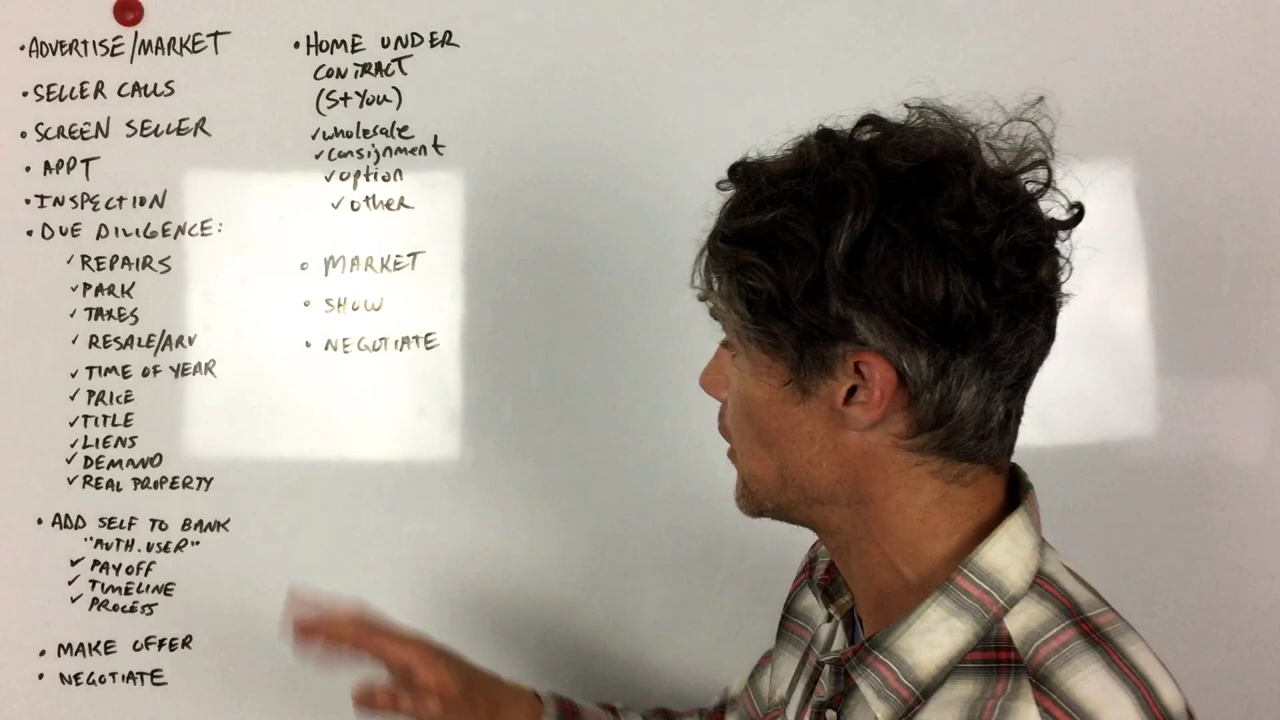 • ADVERTISE/MARKET
• SELLER CALLS
• SCREEN SELLER
• APPT
• INSPECTION
• DUE DILIGENCE:
✓ REPAIRS
✓ PARK
✓ TAXES
✓ RESALE/ARV
✓ TIME OF YEAR
✓ PRICE
✓ TITLE
✓ LIENS
✓ DEMAND
✓ REAL PROPERTY
• ADD SELF TO BANK
"AUTH. USER"
✓ PAYOFF
✓ TIMELINE
✓ PROCESS
• MAKE OFFER
• NEGOTIATE
• HOME UNDER
CONTRACT
(S+YOU)
✓ wholesale
✓ consignment
✓ option
✓ other
• MARKET
• SHOW
• NEGOTIATE